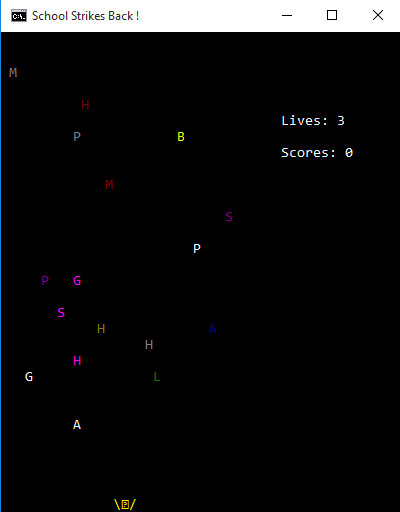 School Strikes Back !
M
H
Lives: 3
P B
Scores: 0
M
S
P
P G
S
H A
H
H
G L
A
\⍰/